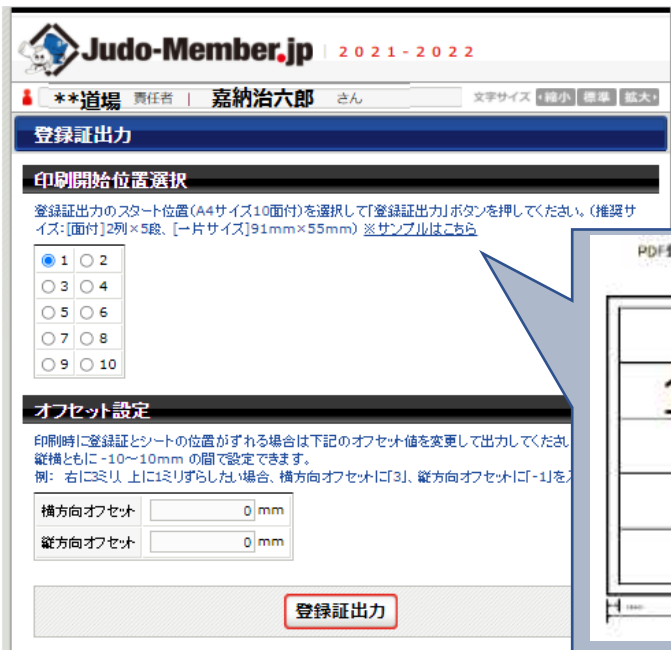 Judo-Member.jp 2021-2022
**道場 責任者 | 嘉納治六郎 さん 文字サイズ 縮小 標準 拡大
登録証出力
印刷開始位置選択
登録証出力のスタート位置(A4サイズ10面付)を選択して「登録証出力」ボタンを押してください。(推奨サ
イズ:[面付]2列×5段、[一片サイズ]91mm×55mm) ※サンプルはこちら
PDF
1 2
3 4
5 6
7 8
9 10
オフセット設定
印刷時に登録証とシートの位置がずれる場合は下記のオフセット値を変更して出力してくださ
縦横ともに -10~10mm の間で設定できます。
例: 右に3ミリ、上に1ミリずらしたい場合、横方向オフセットに「3」、縦方向オフセットに「-1」を
横方向オフセット 0 mm
縦方向オフセット 0 mm
登録証出力